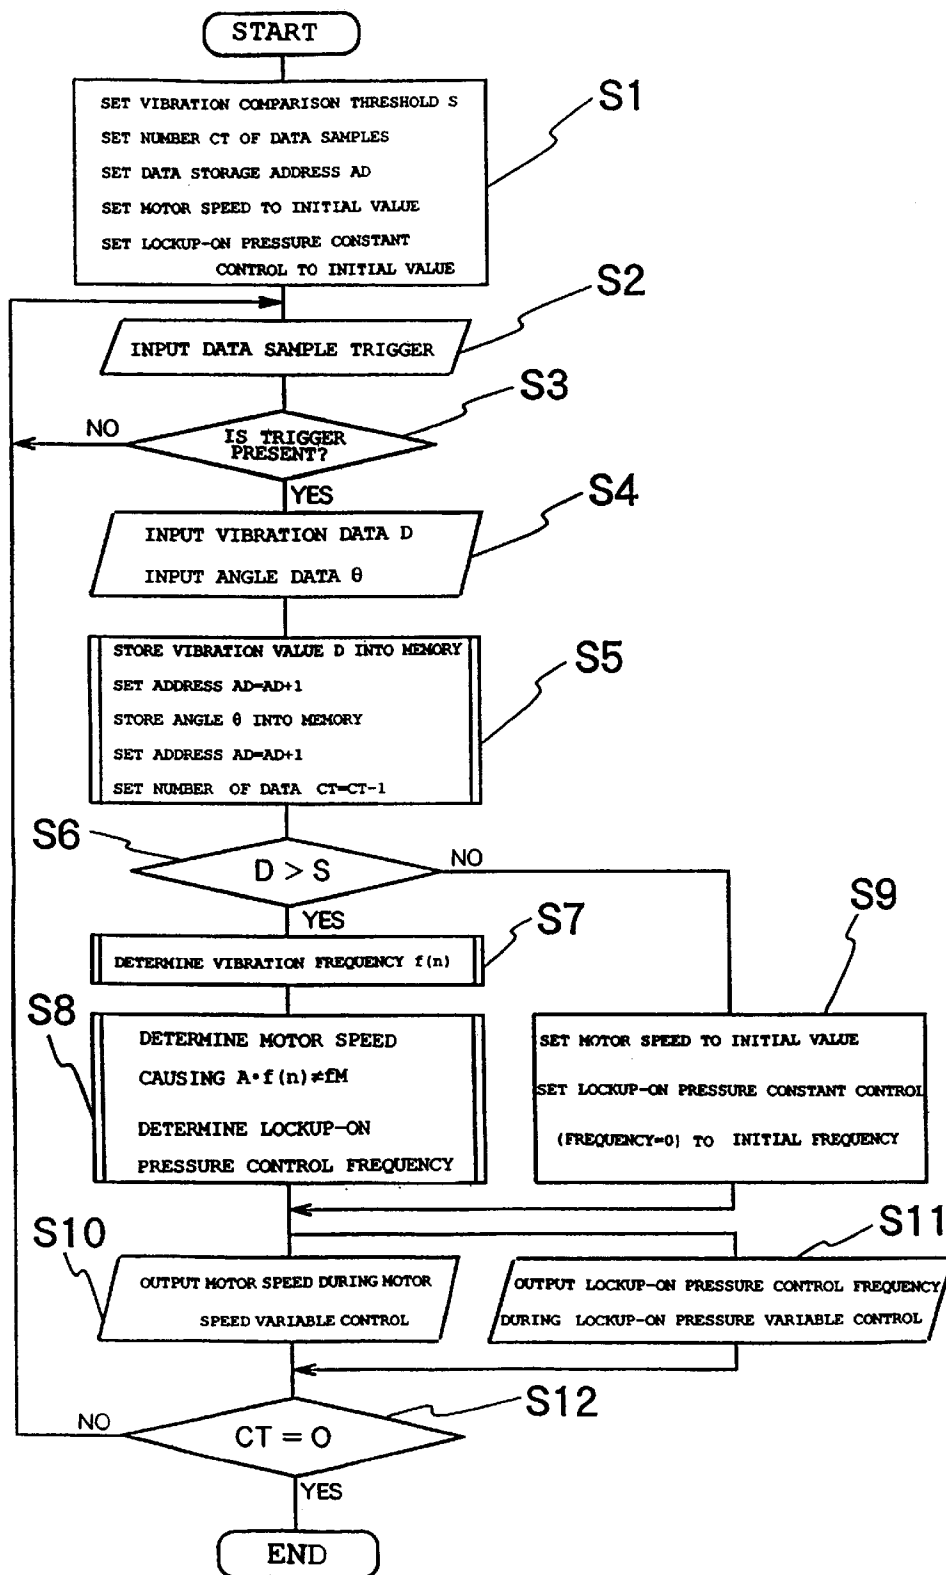 START
SET VIBRATION COMPARISON THRESHOLD S
SET NUMBER CT OF DATA SAMPLES
SET DATA STORAGE ADDRESS AD
SET MOTOR SPEED TO INITIAL VALUE
SET LOCKUP-ON PRESSURE CONSTANT
CONTROL TO INITIAL VALUE
S1
S2
INPUT DATA SAMPLE TRIGGER
S3
NO
IS TRIGGER
PRESENT?
YES
S4
INPUT VIBRATION DATA D
INPUT ANGLE DATA θ
STORE VIBRATION VALUE D INTO MEMORY
SET ADDRESS AD=AD+1
STORE ANGLE θ INTO MEMORY
SET ADDRESS AD=AD+1
SET NUMBER OF DATA CT=CT-1
S5
S6
D > S
NO
YES
S7
DETERMINE VIBRATION FREQUENCY f(n)
S8
DETERMINE MOTOR SPEED
CAUSING A•f(n)≠fM
DETERMINE LOCKUP-ON
PRESSURE CONTROL FREQUENCY
S9
SET MOTOR SPEED TO INITIAL VALUE
SET LOCKUP-ON PRESSURE CONSTANT CONTROL
(FREQUENCY=0) TO INITIAL FREQUENCY
S10
OUTPUT MOTOR SPEED DURING MOTOR
SPEED VARIABLE CONTROL
S11
OUTPUT LOCKUP-ON PRESSURE CONTROL FREQUENCY
DURING LOCKUP-ON PRESSURE VARIABLE CONTROL
S12
NO
CT = 0
YES
END